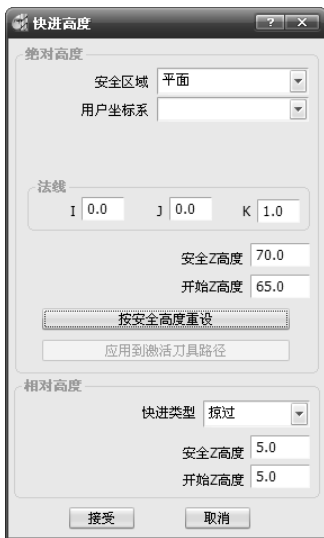 快进高度
绝对高度
安全区域 平面
用户坐标系
法线
I 0.0 J 0.0 K 1.0
安全Z高度 70.0
开始Z高度 65.0
按安全高度重设
应用到激活刀具路径
相对高度
快进类型 掠过
安全Z高度 5.0
开始Z高度 5.0
接受 取消